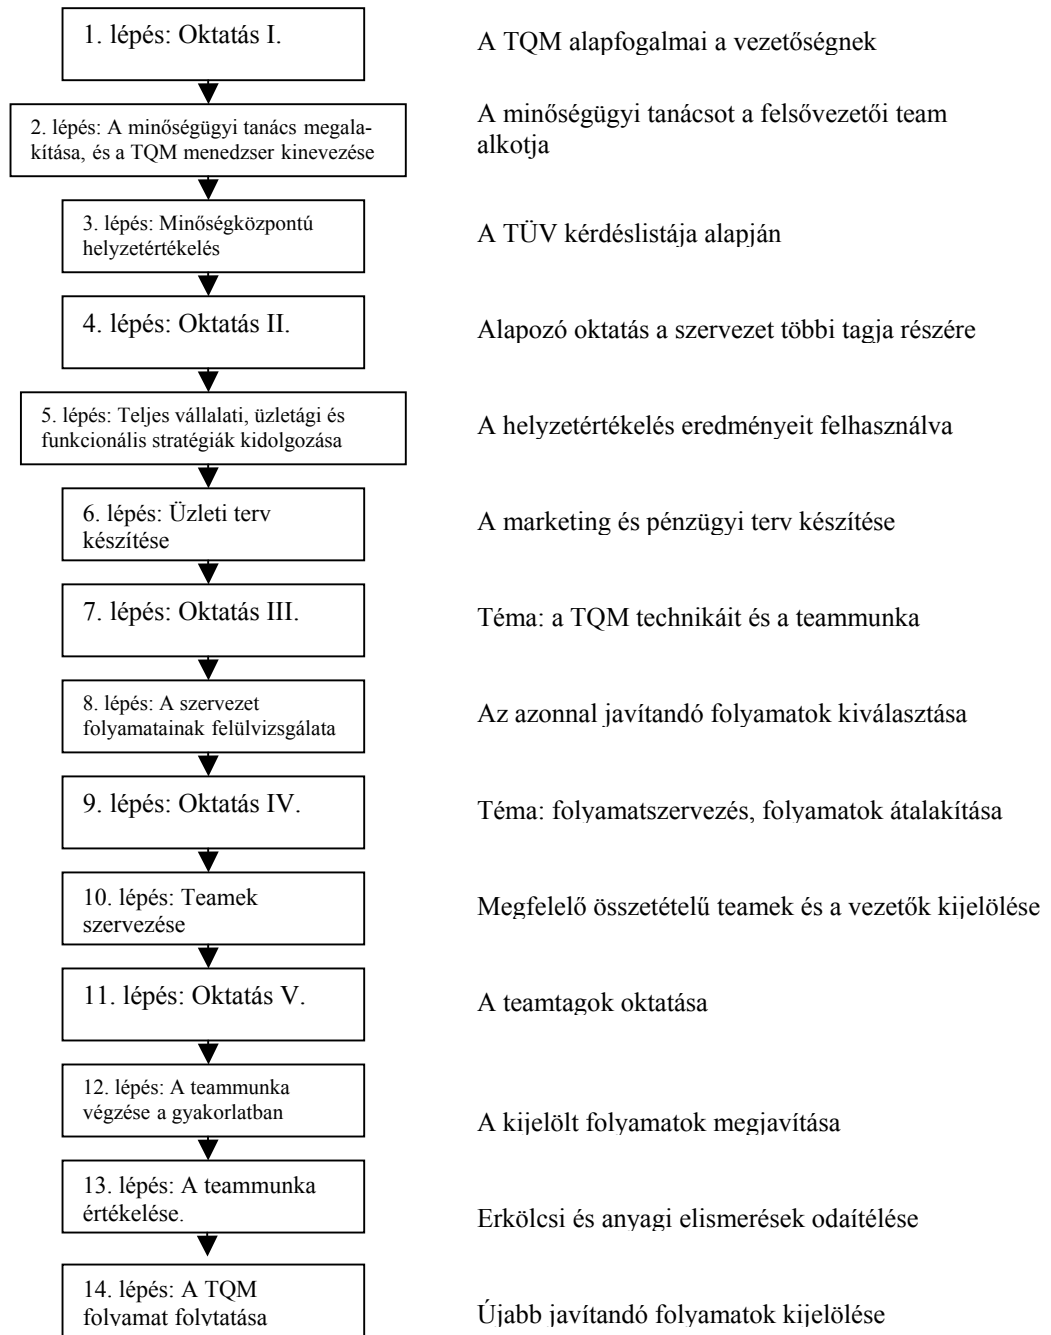 1. lépés: Oktatás I.
A TQM alapfogalmai a vezetőségnek
2. lépés: A minőségügyi tanács megala-
kítása, és a TQM menedzser kinevezése
A minőségügyi tanácsot a felsővezetői team
alkotja
3. lépés: Minőségközpontú
helyzetértékelés
A TÜV kérdéslistája alapján
4. lépés: Oktatás II.
Alapozó oktatás a szervezet többi tagja részére
5. lépés: Teljes vállalati, üzletági és
funkcionális stratégiák kidolgozása
A helyzetértékelés eredményeit felhasználva
6. lépés: Üzleti terv
készítése
A marketing és pénzügyi terv készítése
7. lépés: Oktatás III.
Téma: a TQM technikáit és a teammunka
8. lépés: A szervezet
folyamatainak felülvizsgálata
Az azonnal javítandó folyamatok kiválasztása
9. lépés: Oktatás IV.
Téma: folyamatszervezés, folyamatok átalakítása
10. lépés: Teamek
szervezése
Megfelelő összetételű teamek és a vezetők kijelölése
11. lépés: Oktatás V.
A teamtagok oktatása
12. lépés: A teammunka
végzése a gyakorlatban
A kijelölt folyamatok megjavítása
13. lépés: A teammunka
értékelése.
Erkölcsi és anyagi elismerések odaítélése
14. lépés: A TQM
folyamat folytatása
Újabb javítandó folyamatok kijelölése